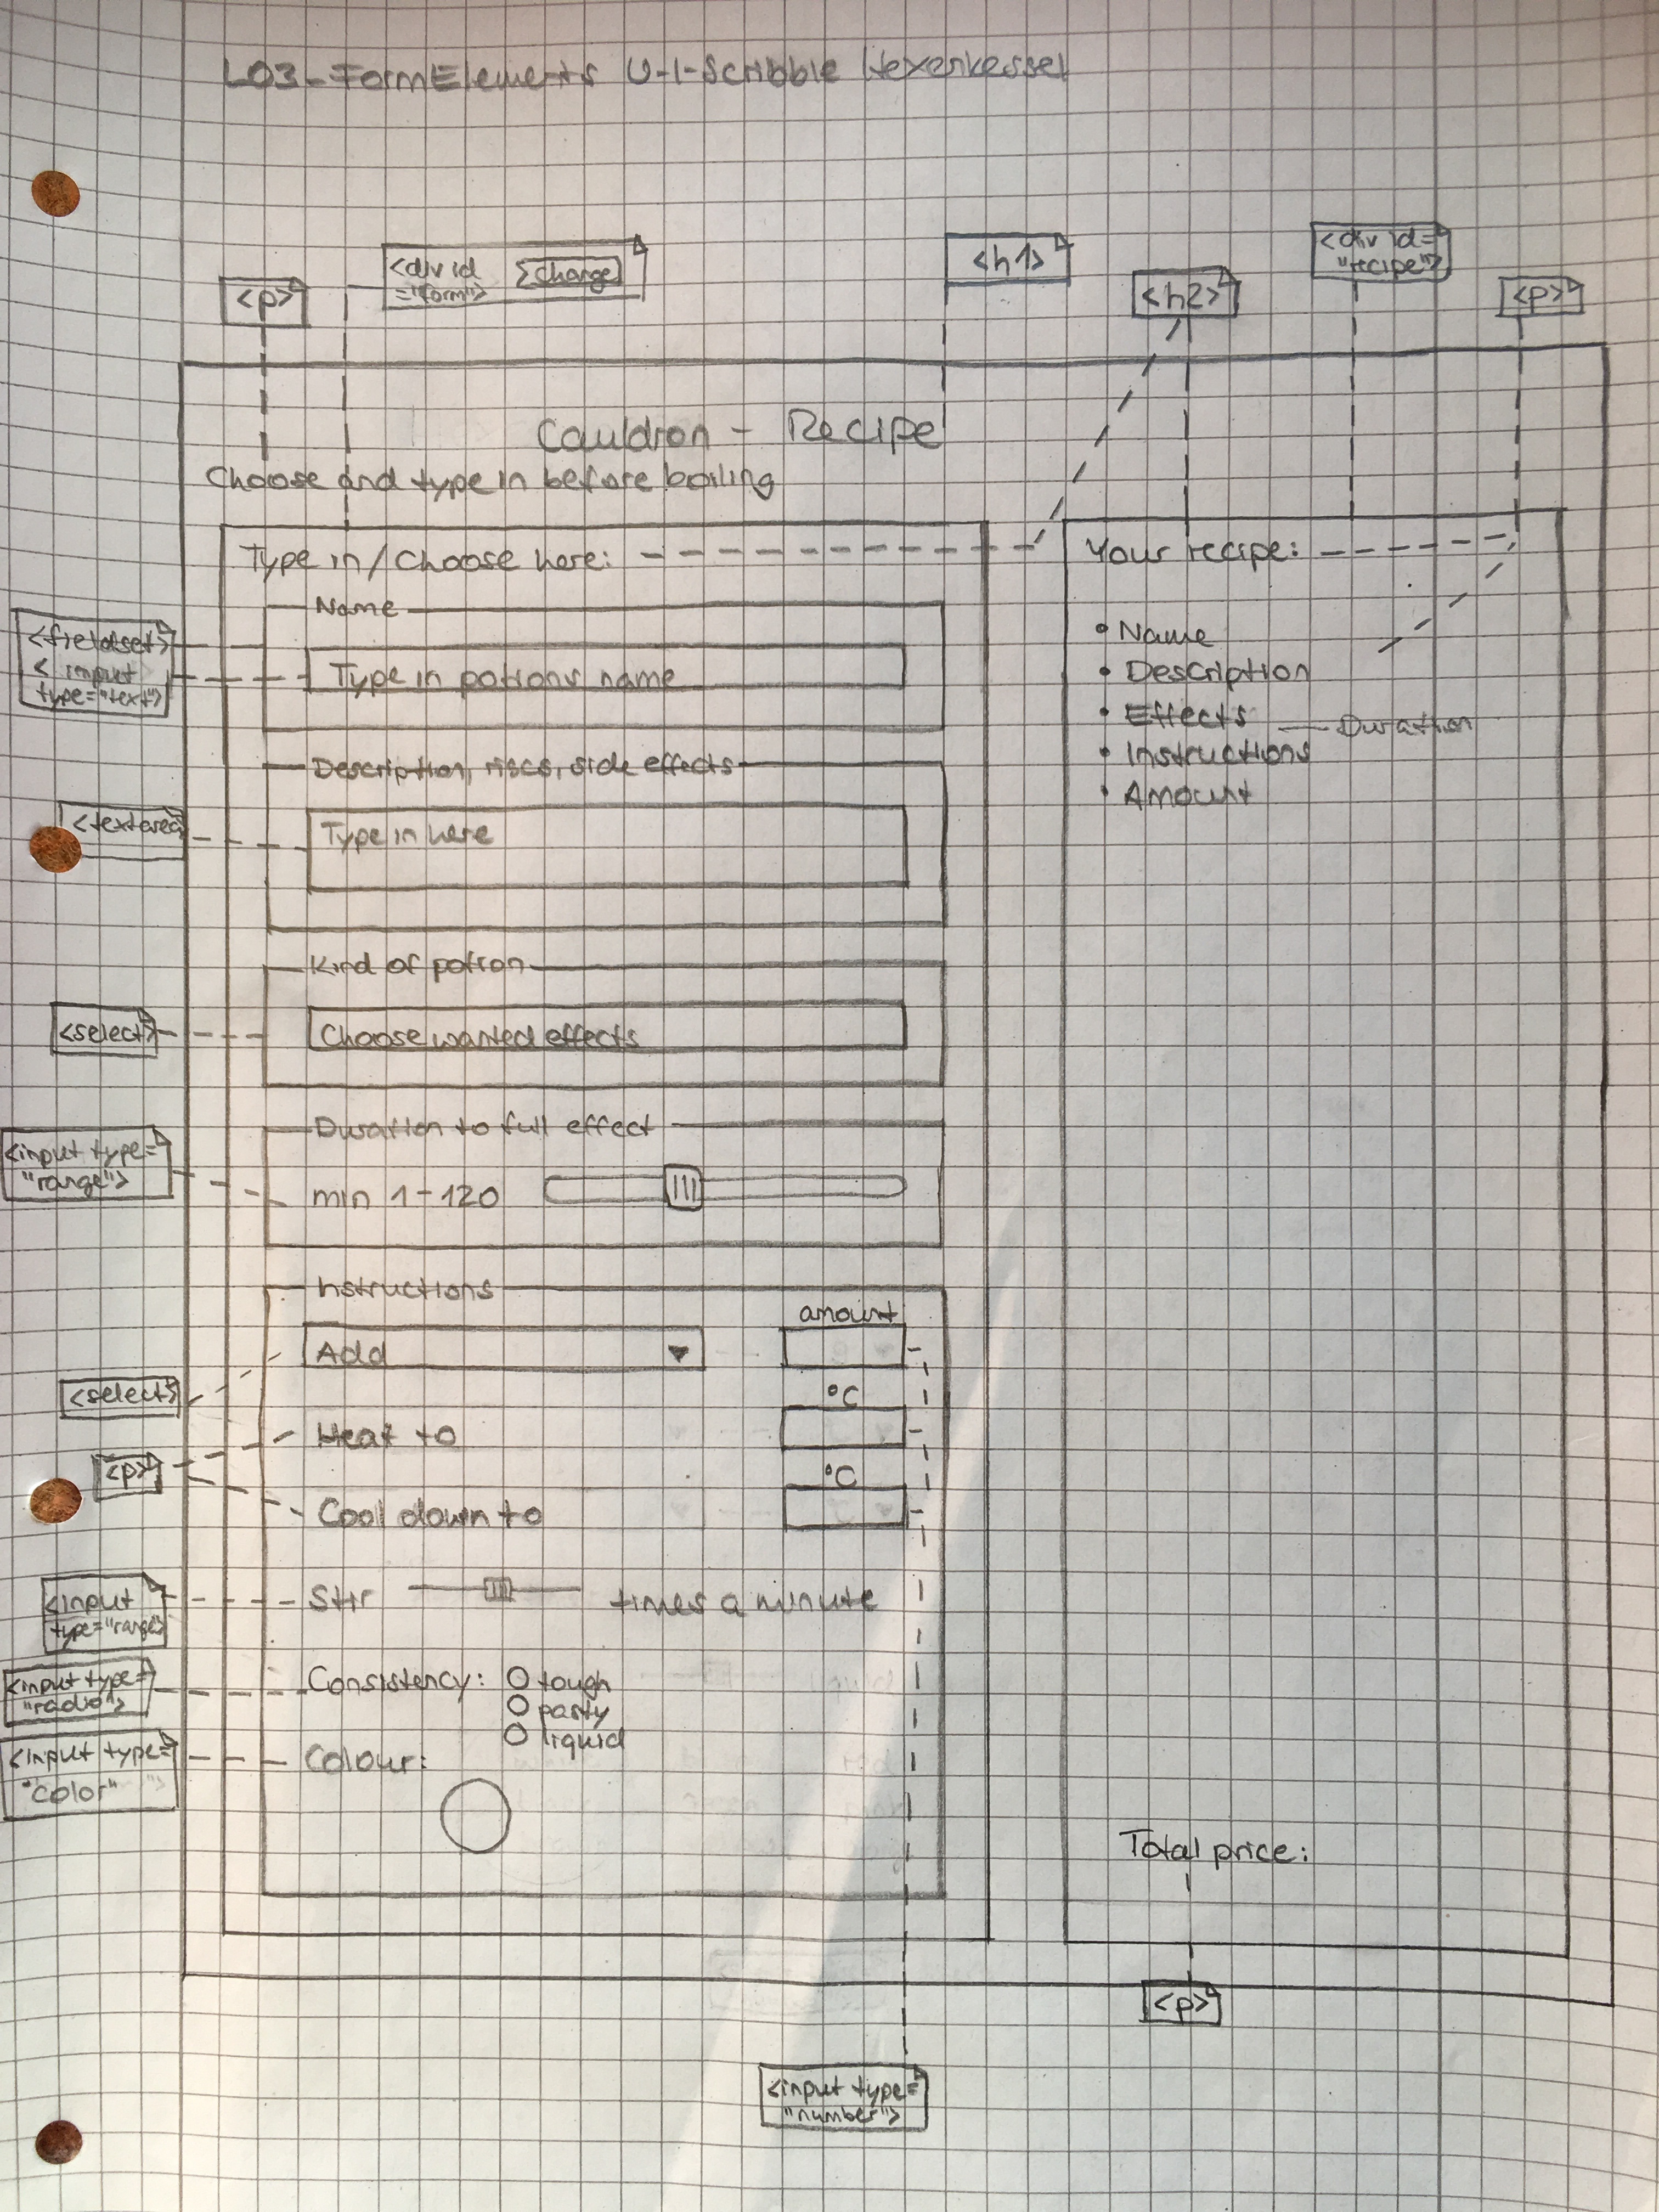 L03-FormElements U-I-Scribble Hexenkessel
<p>
<div id
="form">
change
<h1>
<h2>
<div id=
"recipe">
<p>
Cauldron - Recipe
Choose and type in before boiling
Type in/Choose here:
Name
<fieldset>
<input
type="text">
Type in potions name
Description, riscs, side effects
<textarea
Type in here
Kind of potion
<select>
Choose wanted effects
Duration to full effect
<input type=
"range">
min 1-120
Instructions
amount
Add
<select>
°C
Heat to
<p>
°C
Cool down to
<input
type="range>
Stir
times a minute
<input type=
"radio">
Consistency:
tough
pasty
liquid
<input type=
"color"
Colour:
Your recipe:
• Name
• Description
• Effects — Duration
• Instructions
• Amount
Total price:
<p>
<input type=
"number">